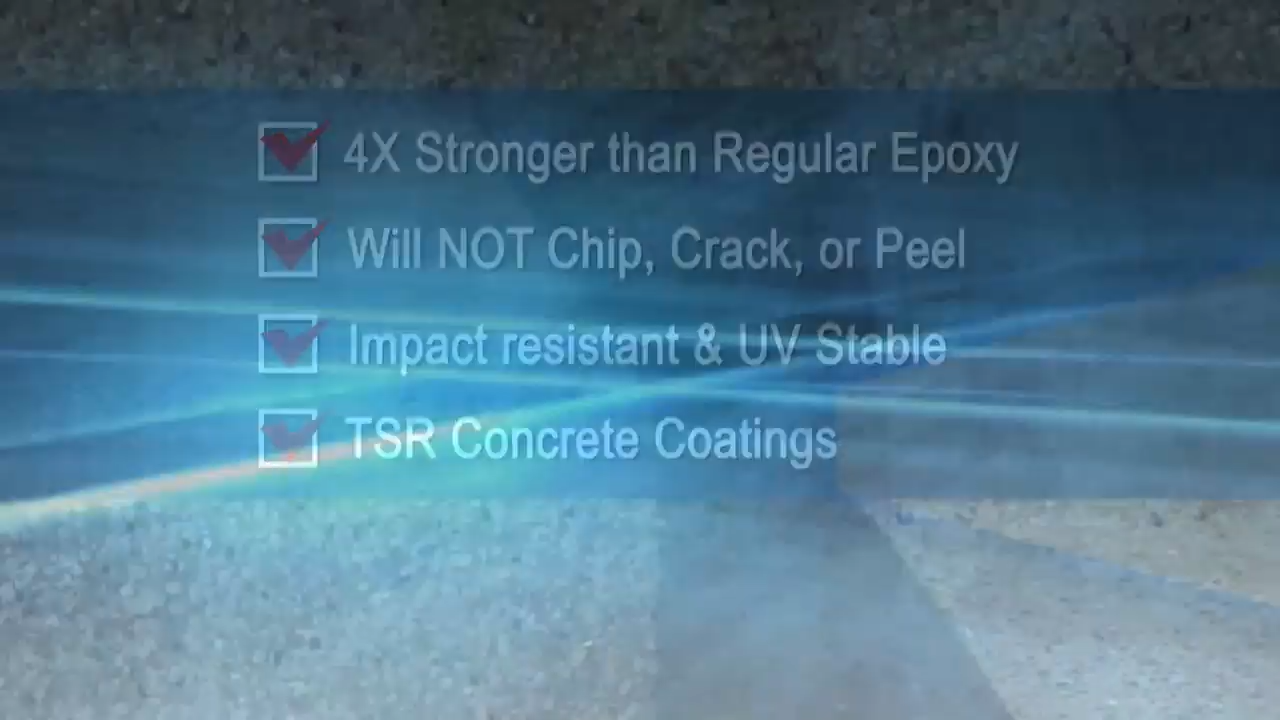 4X Stronger than Regular Epoxy
Will NOT Chip, Crack, or Peel
Impact resistant & UV Stable
TSR Concrete Coatings